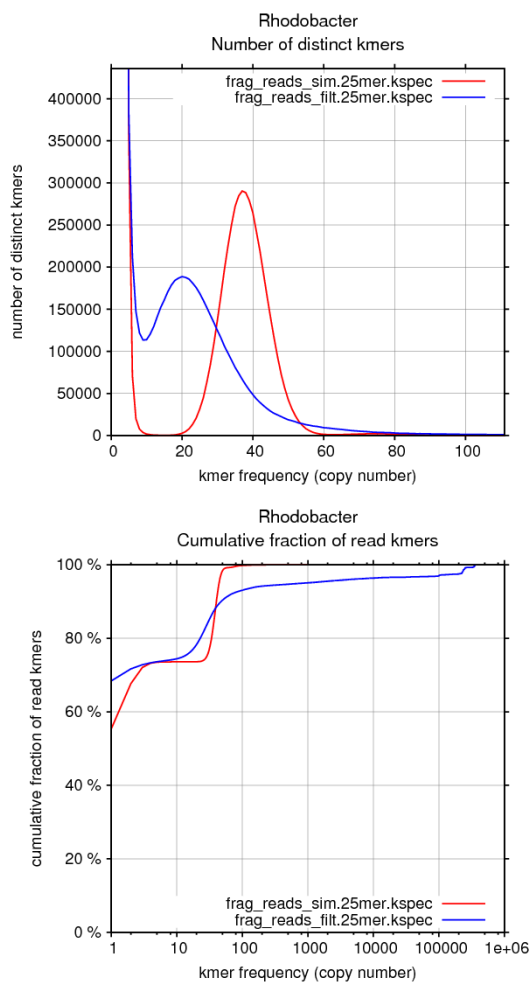 Rhodobacter
Number of distinct kmers
frag_reads_sim.25mer.kspec
frag_reads_filt.25mer.kspec
number of distinct kmers
400000
350000
300000
250000
200000
150000
100000
50000
0
0 20 40 60 80 100
kmer frequency (copy number)
Rhodobacter
Cumulative fraction of read kmers
cumulative fraction of read kmers
100 %
80 %
60 %
40 %
20 %
0 %
frag_reads_sim.25mer.kspec
frag_reads_filt.25mer.kspec
1 10 100 1000 10000 100000 1e+06
kmer frequency (copy number)